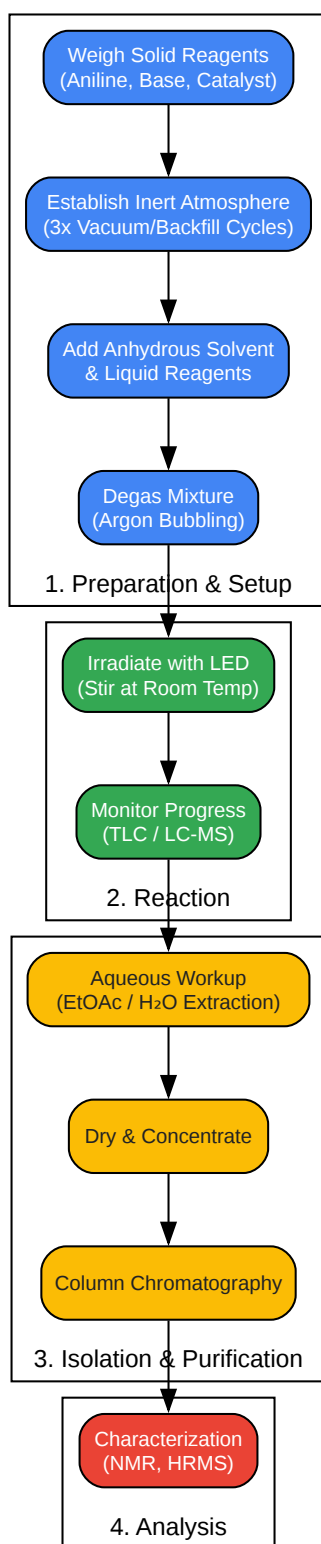 Weigh Solid Reagents
(Aniline, Base, Catalyst)
Establish Inert Atmosphere
(3x Vacuum/Backfill Cycles)
Add Anhydrous Solvent
& Liquid Reagents
Degas Mixture
(Argon Bubbling)
1. Preparation & Setup
Irradiate with LED
(Stir at Room Temp)
Monitor Progress
(TLC / LC-MS)
2. Reaction
Aqueous Workup
(EtOAc / H₂O Extraction)
Dry & Concentrate
Column Chromatography
3. Isolation & Purification
Characterization
(NMR, HRMS)
4. Analysis